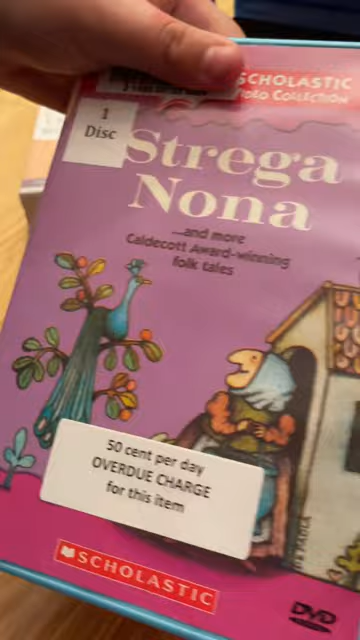 SCHOLASTIC
VIDEO COLLECTION
1
Disc
Strega
Nona
...and more
Caldecott Award-winning
folk tales
50 cent per day
OVERDUE CHARGE
for this item
SCHOLASTIC
DVD